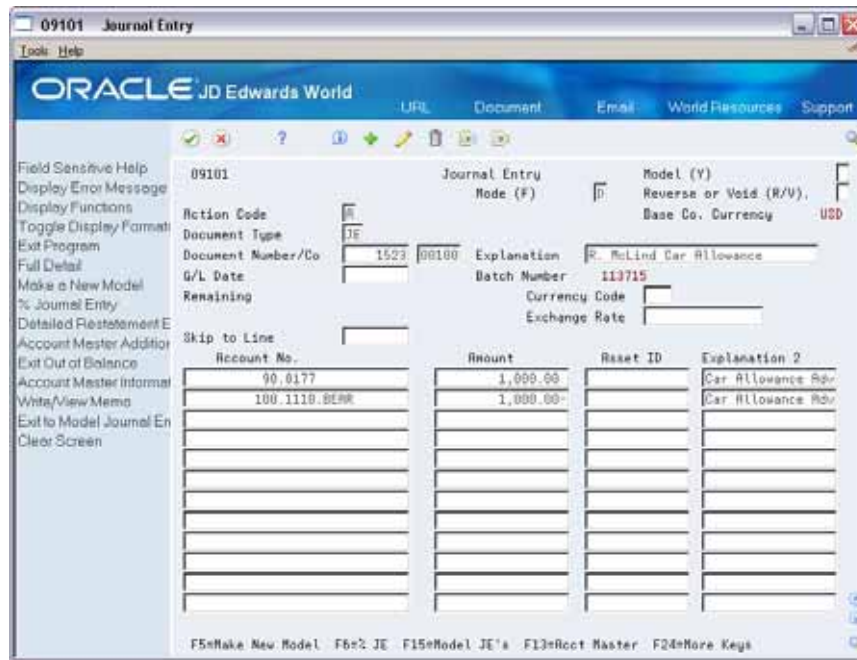 09101 Journal Entry
Tools Help
ORACLE JD Edwards World
URL Document Email World Resources Support
Field Sensitive Help
Display Error Message
Display Functions
Toggle Display Formats
Exit Program
Full Detail
Make a New Model
% Journal Entry
Detailed Restatement E
Account Master Addition
Exit Out of Balance
Account Master Informat
Write/View Memo
Exit to Model Journal En
Clear Screen
09101 Journal Entry Model (Y)
Mode (F) D Reverse or Void (R/V).
Action Code A Base Co. Currency USD
Document Type JE
Document Number/Co 1523 00100 Explanation R. McLind Car Allowance
G/L Date Batch Number 113715
Remaining Currency Code
Exchange Rate
Skip to Line
Account No. Amount Asset ID Explanation 2
90.8177 1,000.00 Car Allowance Adv
100.1110.BEAR 1,000.00- Car Allowance Adv
F5=Make New Model F6=% JE F15=Model JE's F13=Acct Master F24=More Keys